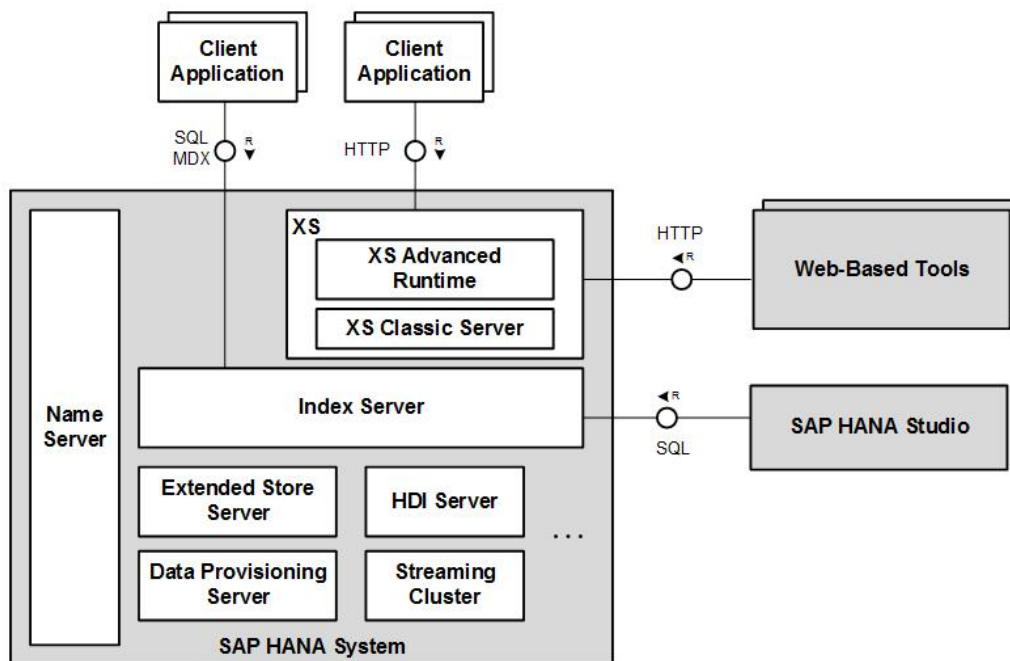 Client
Application
Client
Application
SQL
MDX
R
HTTP
R
XS
XS Advanced
Runtime
XS Classic Server
HTTP
R
Web-Based Tools
Name
Server
Index Server
R
SQL
SAP HANA Studio
Extended Store
Server
HDI Server
...
Data Provisioning
Server
Streaming
Cluster
SAP HANA System